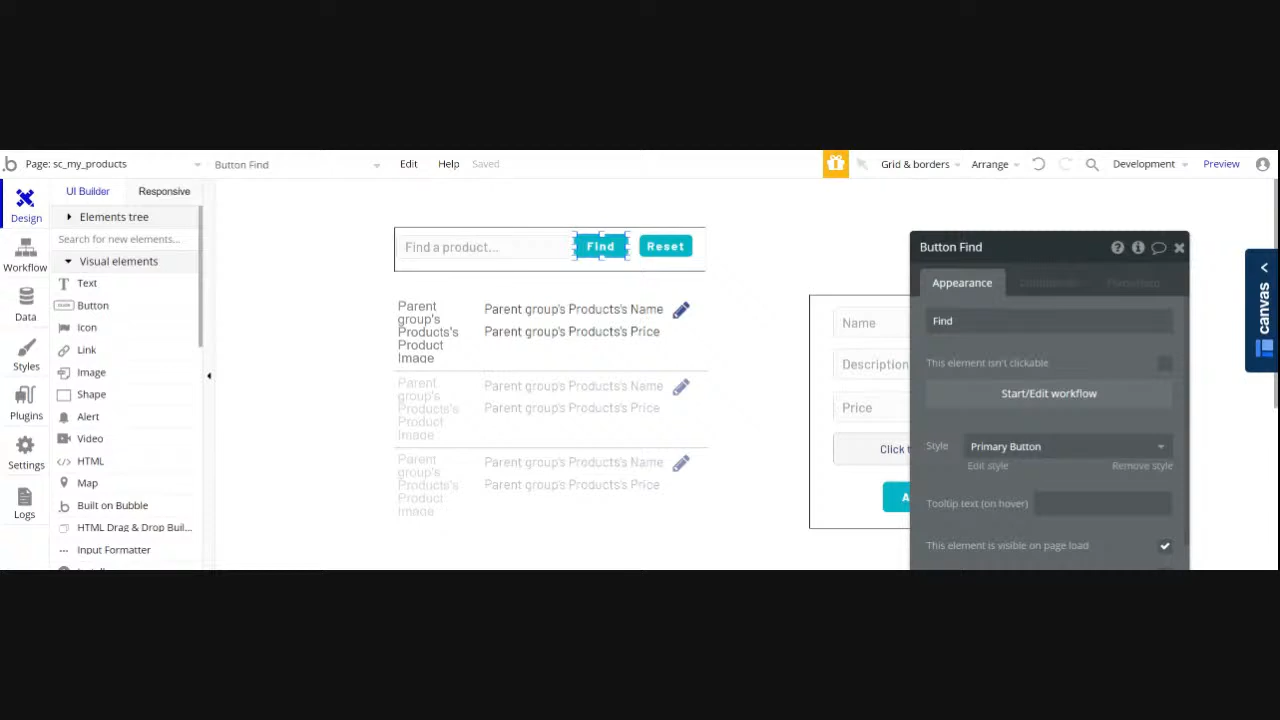 Page: sc_my_products
Button Find
Edit
Help
Saved
Grid & borders
Arrange
Development
Preview
Design
Workflow
Data
Styles
Plugins
Settings
Logs
UI Builder
Responsive
Elements tree
Search for new elements...
Visual elements
Text
Button
Icon
Link
Image
Shape
Alert
Video
</> HTML
Map
Built on Bubble
HTML Drag & Drop Buil...
Input Formatter
Find a product...
Find
Reset
Parent
group's
Products's
Product
Image
Parent group's Products's Name
Parent group's Products's Price
Parent
group's
Products's
Product
Image
Parent group's Products's Name
Parent group's Products's Price
Parent
group's
Products's
Product
Image
Parent group's Products's Name
Parent group's Products's Price
Name
Description
Price
Click t
A
Button Find
Appearance
Find
This element isn't clickable
Start/Edit workflow
Style
Primary Button
Edit style
Remove style
Tooltip text (on hover)
This element is visible on page load
canvas